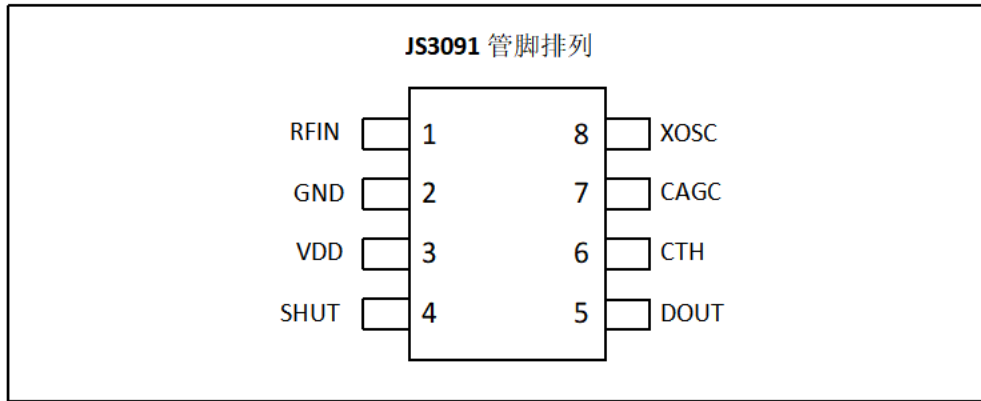 JS3091 管脚排列
RFIN 1 8 XOSC
GND 2 7 CAGC
VDD 3 6 CTH
SHUT 4 5 DOUT